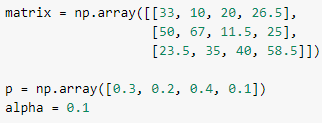 matrix = np.array([[33, 10, 20, 26.5],
[50, 67, 11.5, 25],
[23.5, 35, 40, 58.5]])
p = np.array([0.3, 0.2, 0.4, 0.1])
alpha = 0.1